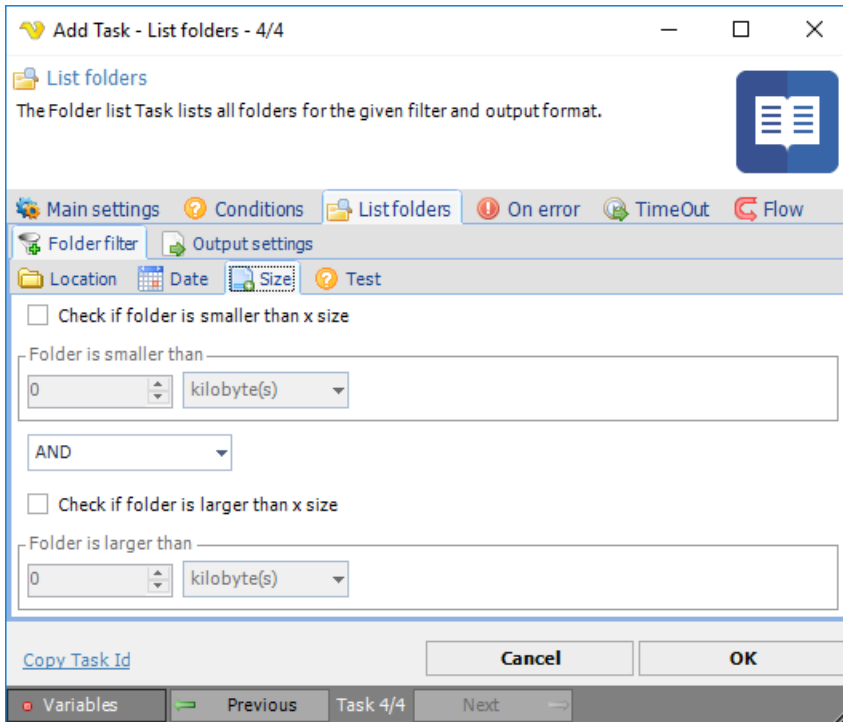 Add Task - List folders - 4/4
List folders
The Folder list Task lists all folders for the given filter and output format.
Main settings Conditions List folders On error TimeOut Flow
Folder filter Output settings
Location Date Size Test
Check if folder is smaller than x size
Folder is smaller than
0 kilobyte(s)
AND
Check if folder is larger than x size
Folder is larger than
0 kilobyte(s)
Copy Task Id Cancel OK
Variables Previous Task 4/4 Next